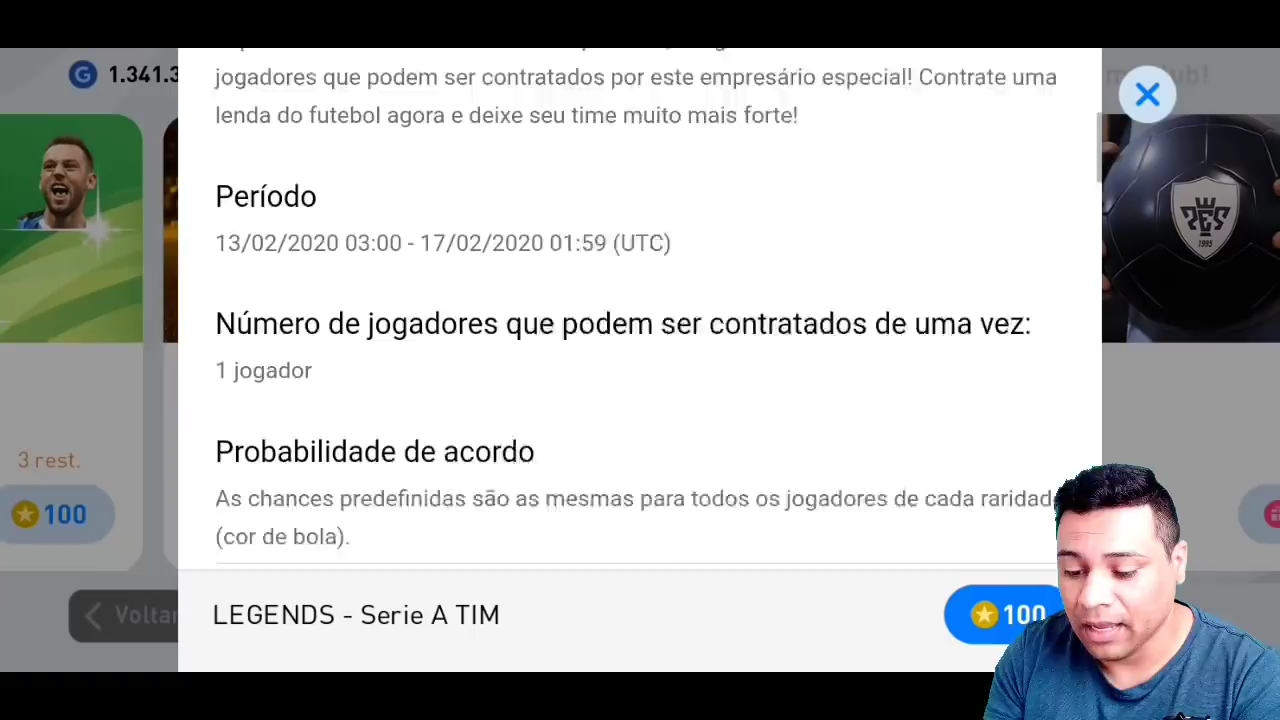 1.341.3
jogadores que podem ser contratados por este empresário especial! Contrate uma
lenda do futebol agora e deixe seu time muito mais forte!
Período
13/02/2020 03:00 - 17/02/2020 01:59 (UTC)
Número de jogadores que podem ser contratados de uma vez:
1 jogador
Probabilidade de acordo
As chances predefinidas são as mesmas para todos os jogadores de cada raridad
(cor de bola).
3 rest.
100
Voltar
LEGENDS - Serie A TIM
100
PES
1995